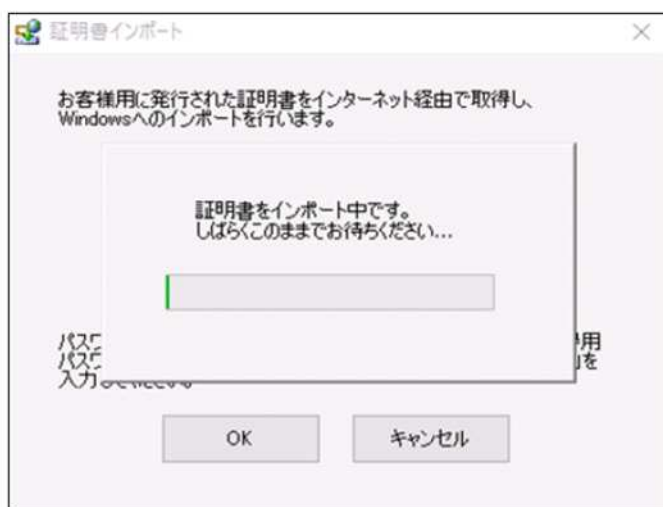 証明書インポート
お客様用に発行された証明書をインターネット経由で取得し、
Windowsへのインポートを行います。
証明書をインポート中です。
しばらくこのままでお待ちください...
パスワ
用
パスワ
を
入力
OK
キャンセル